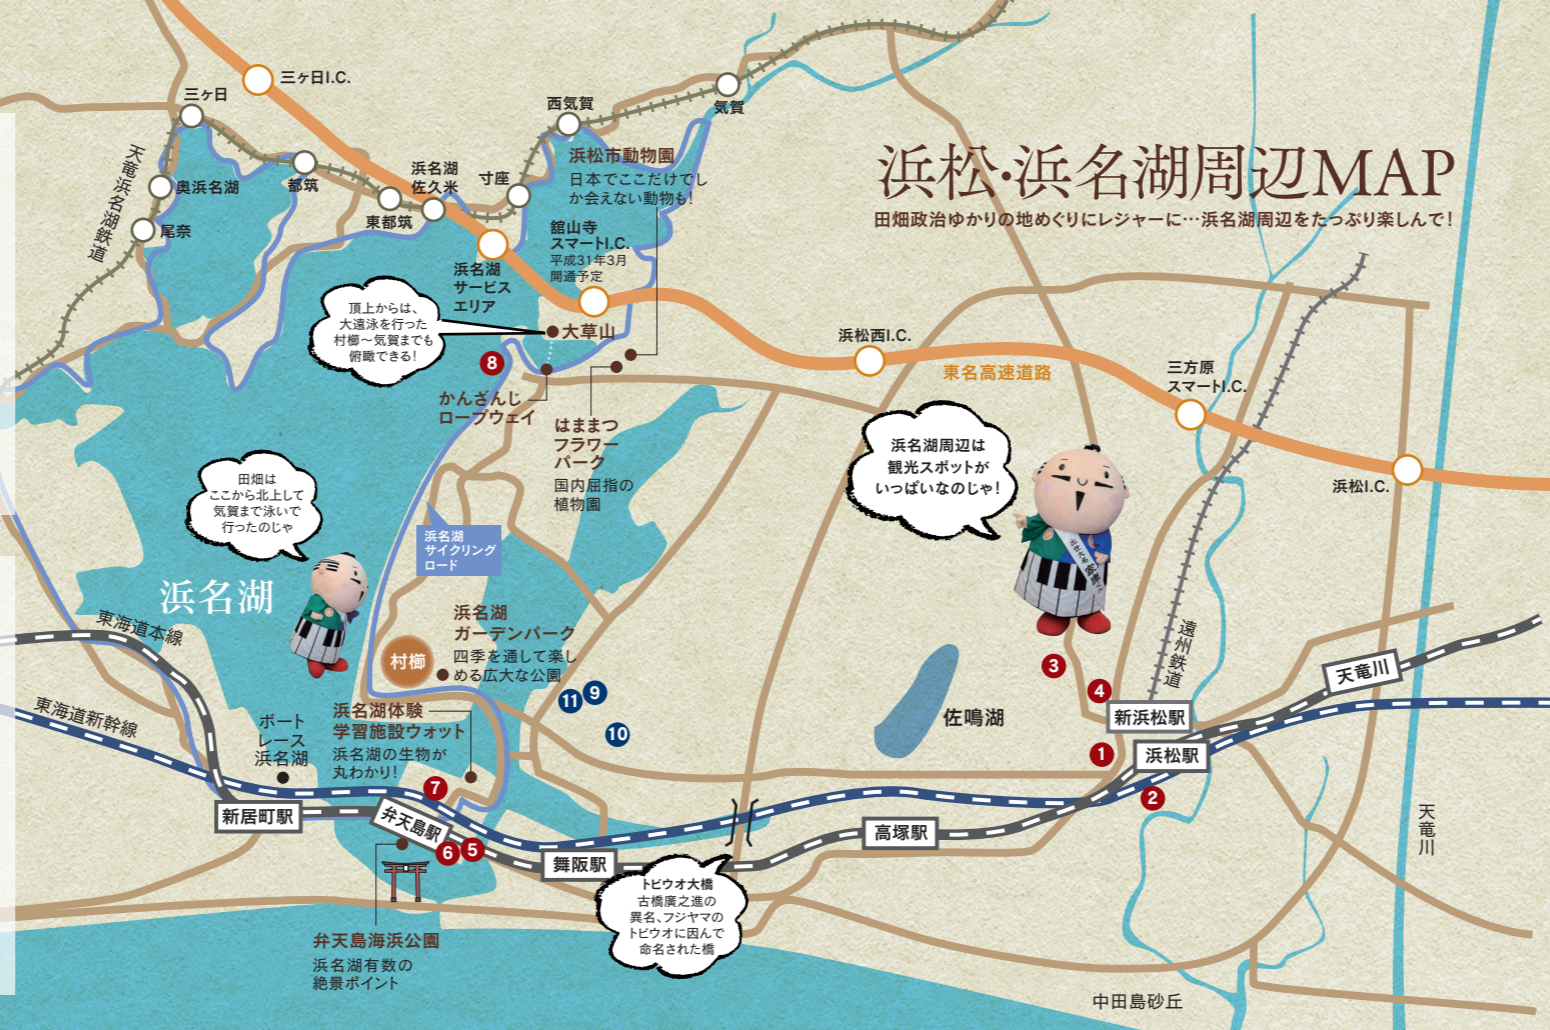 浜松・浜名湖周辺MAP
田畑政治ゆかりの地めぐりにレジャーに…浜名湖周辺をたっぷり楽しんで！
三ヶ日I.C.
三ヶ日
天竜浜名湖鉄道
奥浜名湖
尾奈
都筑
東都筑
浜名湖
佐久米
寸座
西気賀
気賀
浜松市動物園
日本でここだけでし
か会えない動物も！
舘山寺
スマートI.C.
平成31年3月
開通予定
浜名湖
サービス
エリア
頂上からは、
大遠泳を行った
村櫛～気賀までも
俯瞰できる！
大草山
8
かんざんじ
ロープウェイ
はままつ
フラワー
パーク
国内屈指の
植物園
浜松西I.C.
東名高速道路
三方原
スマートI.C.
浜松I.C.
浜名湖周辺は
観光スポットが
いっぱいなのじゃ！
田畑は
ここから北上して
気賀まで泳いで
行ったのじゃ
浜名湖
浜名湖
サイクリング
ロード
浜名湖
ガーデンパーク
四季を通して楽し
める広大な公園
村櫛
東海道本線
東海道新幹線
ボート
レース
浜名湖
浜名湖体験
学習施設ウォット
浜名湖の生物が
丸わかり！
11
9
10
佐鳴湖
3
4
遠州鉄道
新浜松駅
1
浜松駅
2
天竜川
天竜川
7
新居町駅
弁天島駅
6
5
舞阪駅
高塚駅
トビウオ大橋
古橋廣之進の
異名、フジヤマの
トビウオに因んで
命名された橋
弁天島海浜公園
浜名湖有数の
絶景ポイント
中田島砂丘